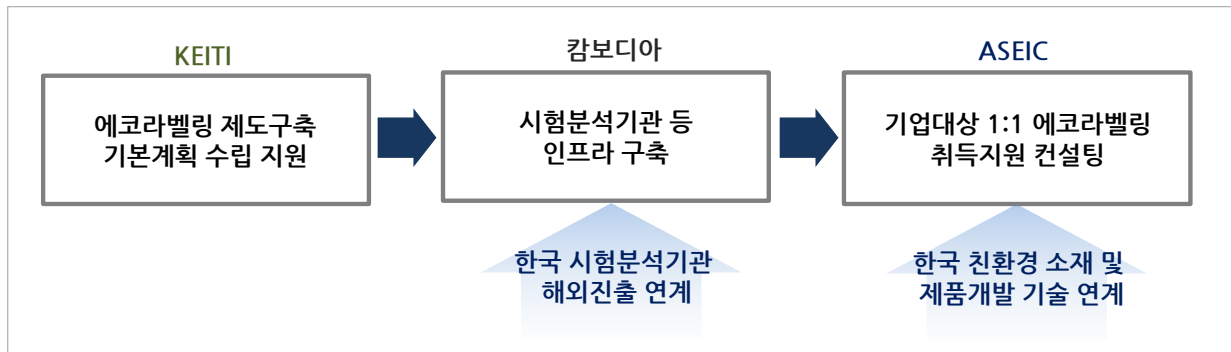 KEITI
에코라벨링 제도구축
기본계획 수립 지원
캄보디아
시험분석기관 등
인프라 구축
한국 시험분석기관
해외진출 연계
ASEIC
기업대상 1:1 에코라벨링
취득지원 컨설팅
한국 친환경 소재 및
제품개발 기술 연계